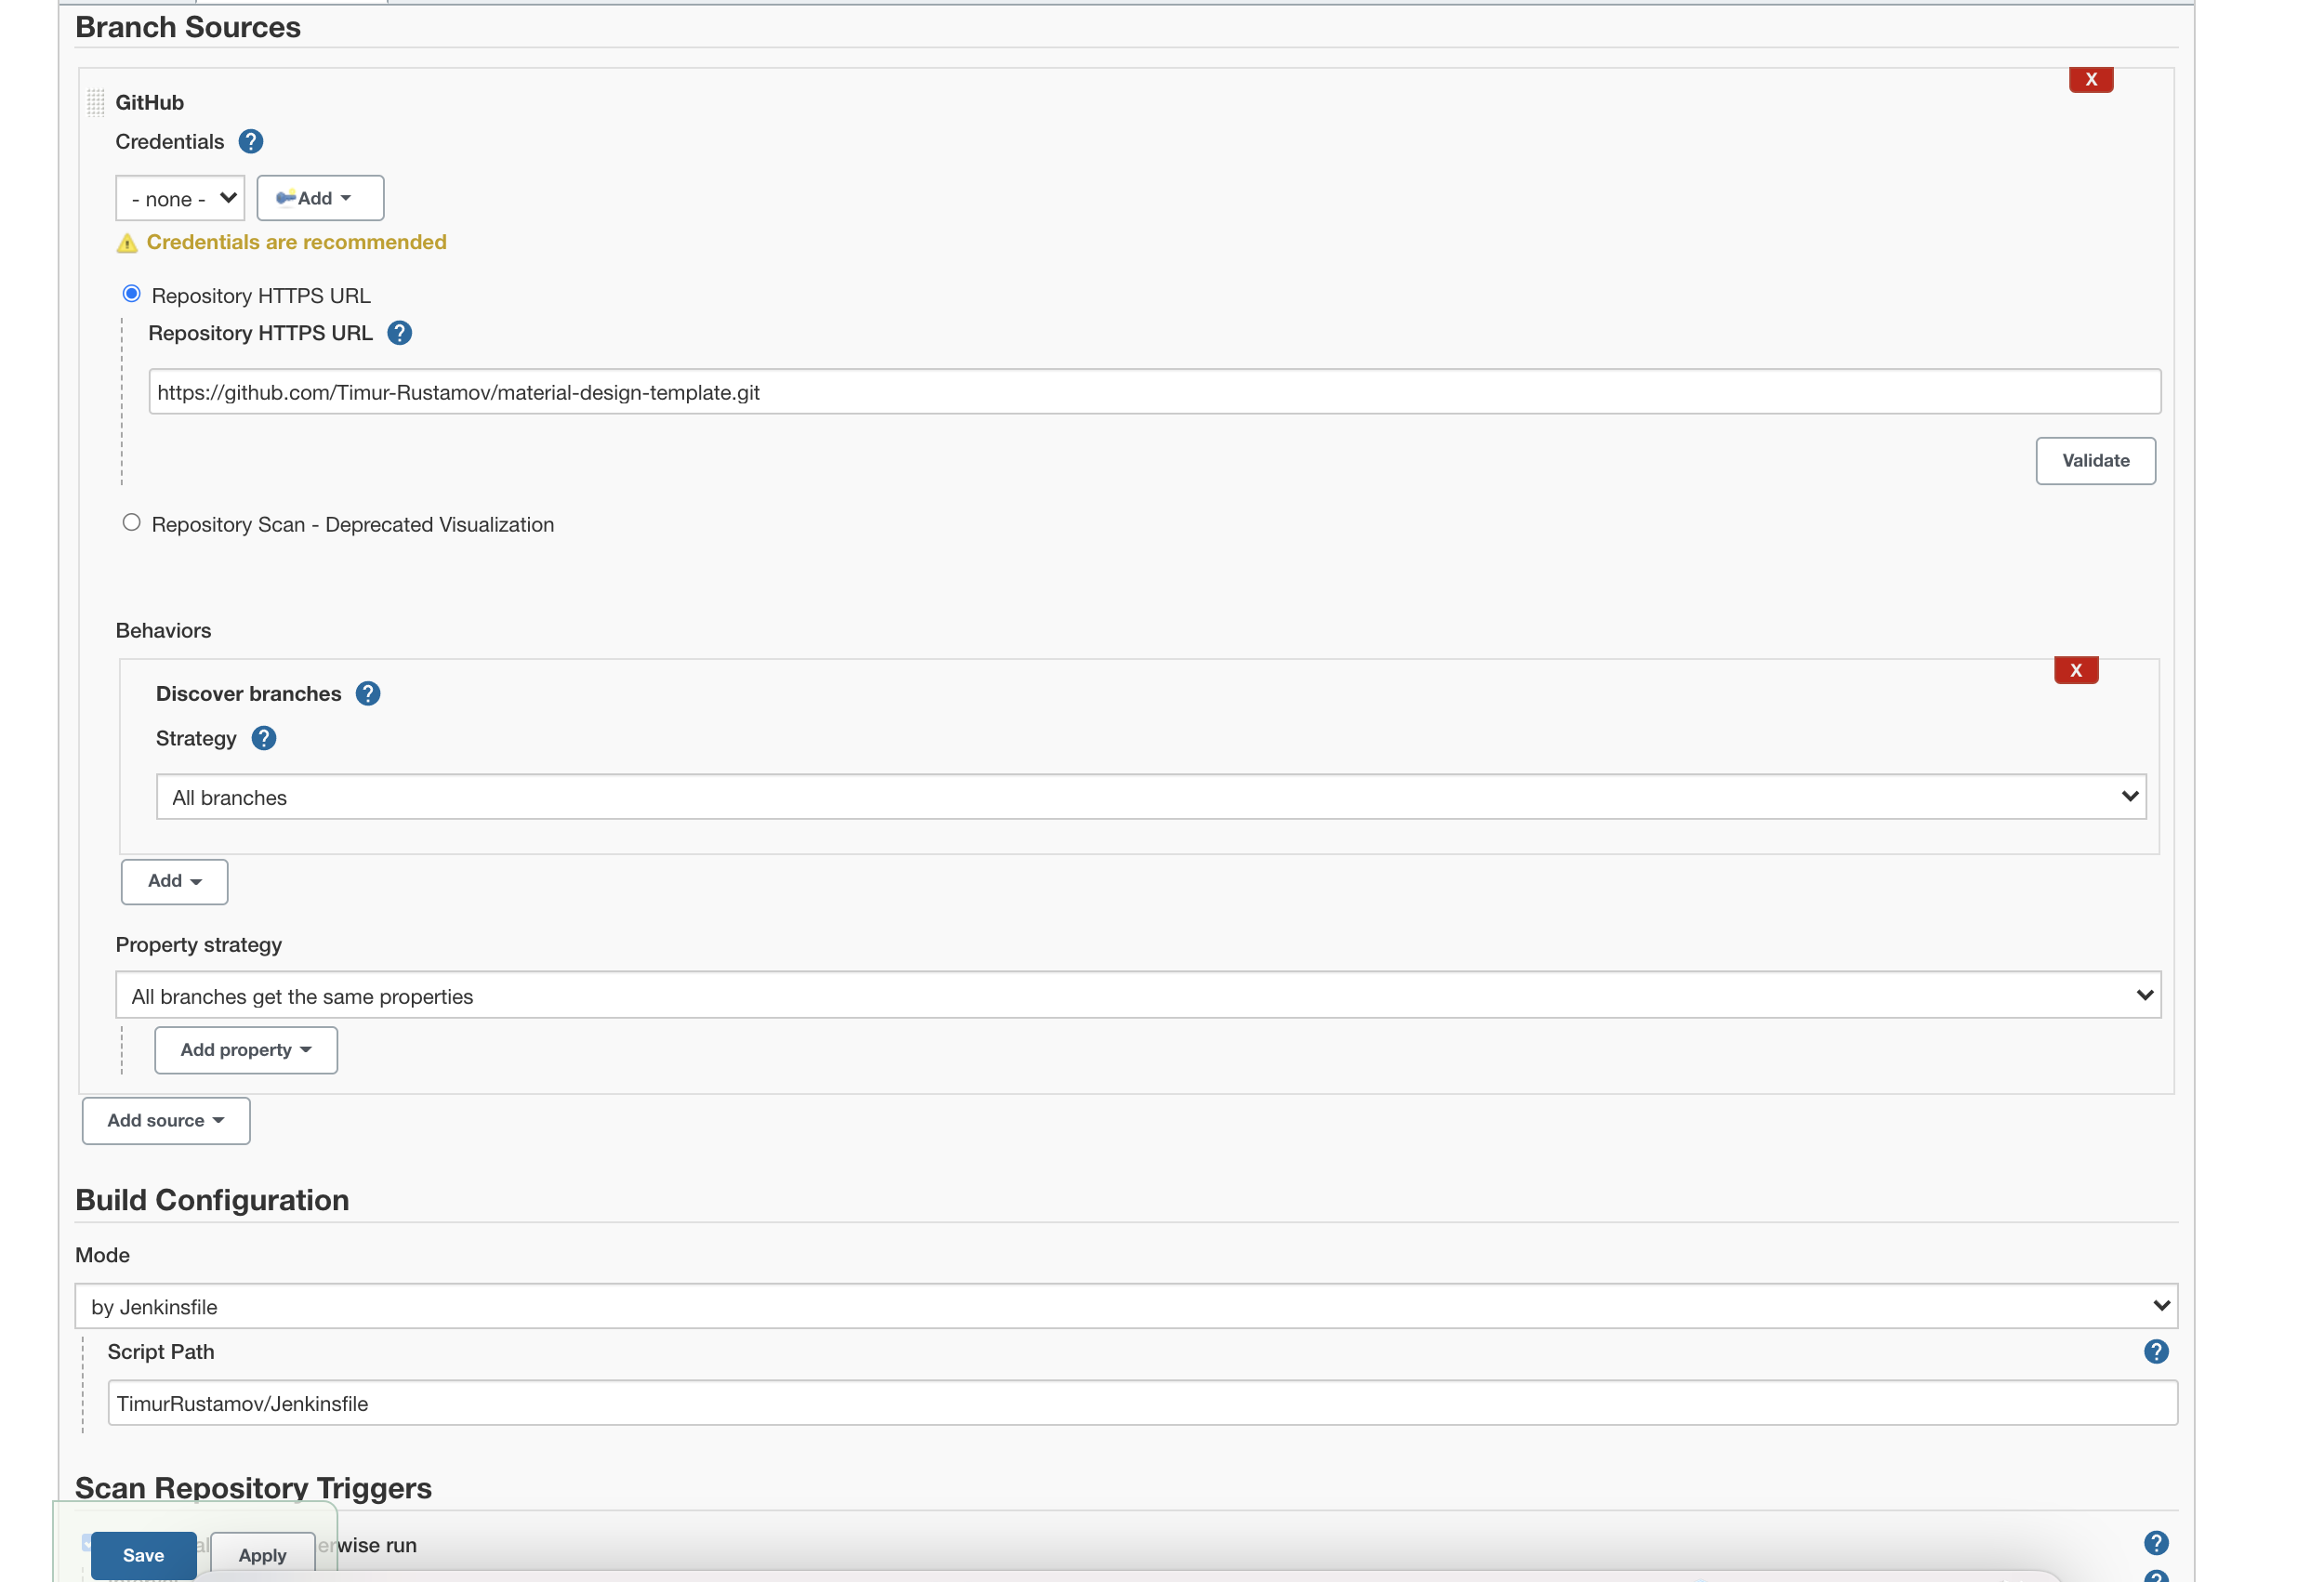 Branch Sources
X
GitHub
Credentials ?
- none - Add
Credentials are recommended
Repository HTTPS URL
Repository HTTPS URL ?
https://github.com/Timur-Rustamov/material-design-template.git
Validate
Repository Scan - Deprecated Visualization
Behaviors
X
Discover branches ?
Strategy ?
All branches
Add
Property strategy
All branches get the same properties
Add property
Add source
Build Configuration
Mode
by Jenkinsfile
Script Path ?
TimurRustamov/Jenkinsfile
Scan Repository Triggers
Save Apply erwise run ?
?